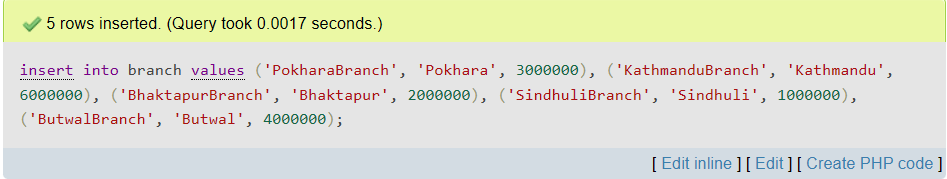 5 rows inserted. (Query took 0.0017 seconds.)
insert into branch values ('PokharaBranch', 'Pokhara', 3000000), ('KathmanduBranch', 'Kathmandu',
6000000), ('BhaktapurBranch', 'Bhaktapur', 2000000), ('SindhuliBranch', 'Sindhuli', 1000000),
('ButwalBranch', 'Butwal', 4000000);
[ Edit inline ] [ Edit ] [ Create PHP code ]